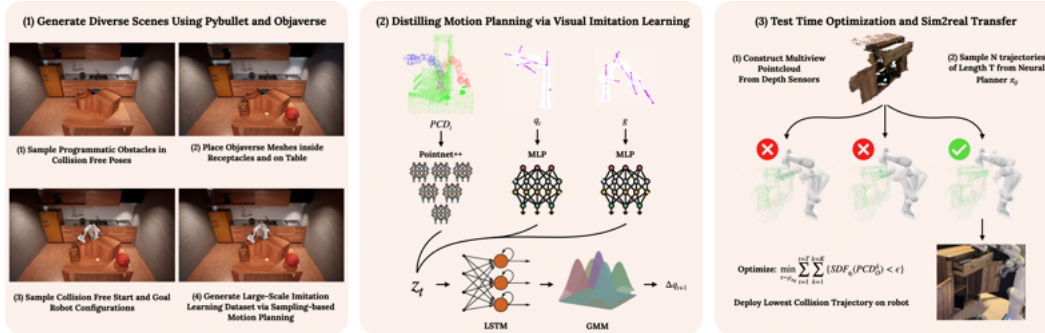 (1) Generate Diverse Scenes Using Pybullet and Objaverse
(1) Sample Programmatic Obstacles in
Collision Free Poses
(2) Place Objaverse Meshes inside
Receptacles and on Table
(3) Sample Collision Free Start and Goal
Robot Configurations
(4) Generate Large-Scale Imitation
Learning Dataset via Sampling-based
Motion Planning
(2) Distilling Motion Planning via Visual Imitation Learning
PCDₜ
qₜ
g
Pointnet++
MLP
MLP
zₜ
LSTM
GMM
Δqₜ₊₁
(3) Test Time Optimization and Sim2real Transfer
(1) Construct Multiview
Pointcloud
From Depth Sensors
(2) Sample N trajectories
of Length T from Neural
Planner π_θ
Deploy Lowest Collision Trajectory on robot